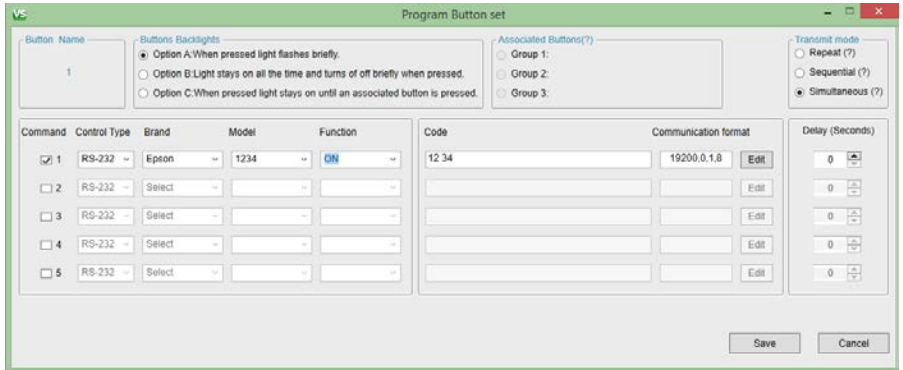 VS Program Button set
Button Name
1
Buttons Backlights
Option A:When pressed light flashes briefly.
Option B:Light stays on all the time and turns of off briefly when pressed.
Option C:When pressed light stays on until an associated button is pressed.
Associated Buttons(?)
Group 1:
Group 2:
Group 3:
Transmit mode
Repeat (?)
Sequential (?)
Simultaneous (?)
Command Control Type Brand Model Function Code Communication format Delay (Seconds)
1 RS-232 Epson 1234 ON 12 34 19200,0,1,8 Edit 0
2 RS-232 Select Edit 0
3 RS-232 Select Edit 0
4 RS-232 Select Edit 0
5 RS-232 Select Edit 0
Save Cancel